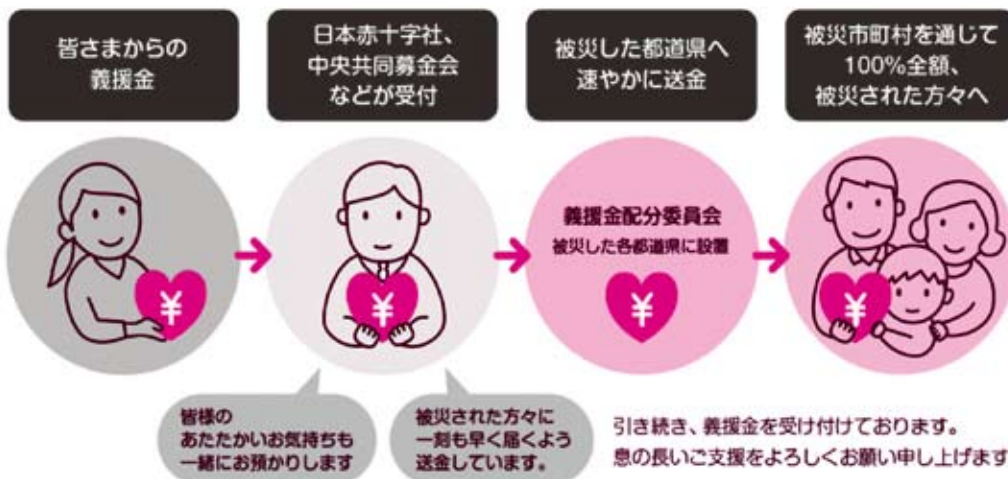 皆さまからの
義援金
日本赤十字社、
中央共同募金会
などが受付
被災した都道県へ
速やかに送金
被災市町村を通じて
100%全額、
被災された方々へ
¥
¥
義援金配分委員会
被災した各都道県に設置
¥
¥
皆様の
あたたかいお気持ちも
一緒にお預かりします
被災された方々に
一刻も早く届くよう
送金しています。
引き続き、義援金を受け付けております。
息の長いご支援をよろしくお願い申し上げます